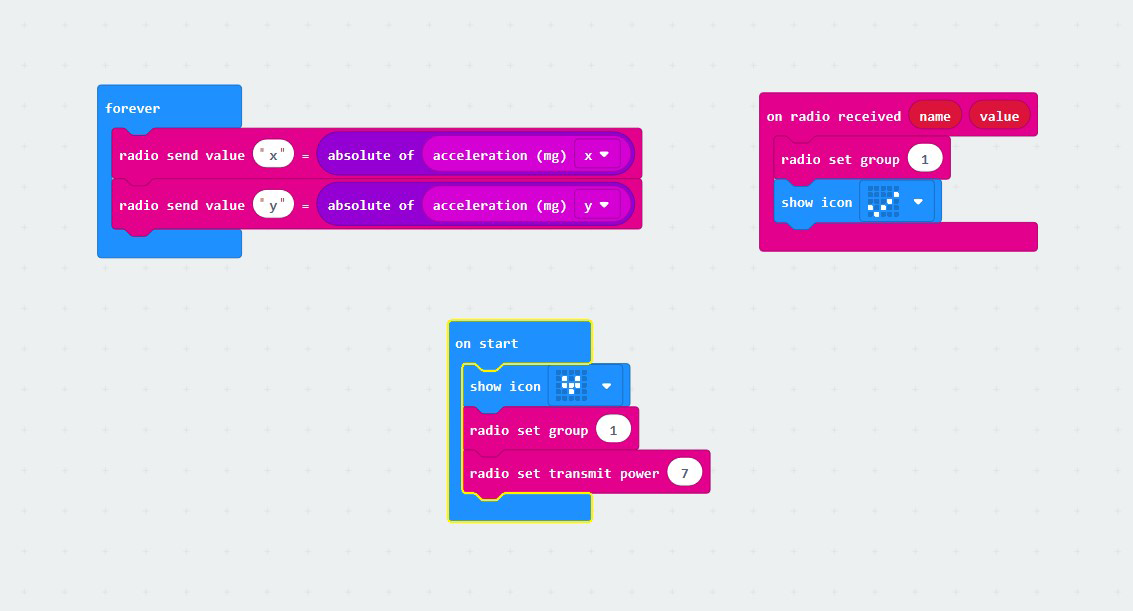 forever
radio send value "x" = absolute of acceleration (mg) x
radio send value "y" = absolute of acceleration (mg) y
on radio received name value
radio set group 1
show icon
on start
show icon
radio set group 1
radio set transmit power 7